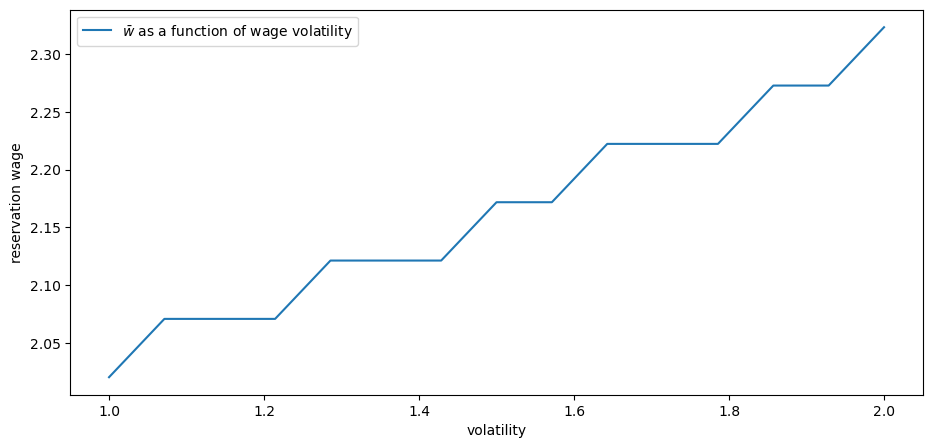 w̄ as a function of wage volatility
reservation wage
2.30
2.25
2.20
2.15
2.10
2.05
1.0 1.2 1.4 1.6 1.8 2.0
volatility